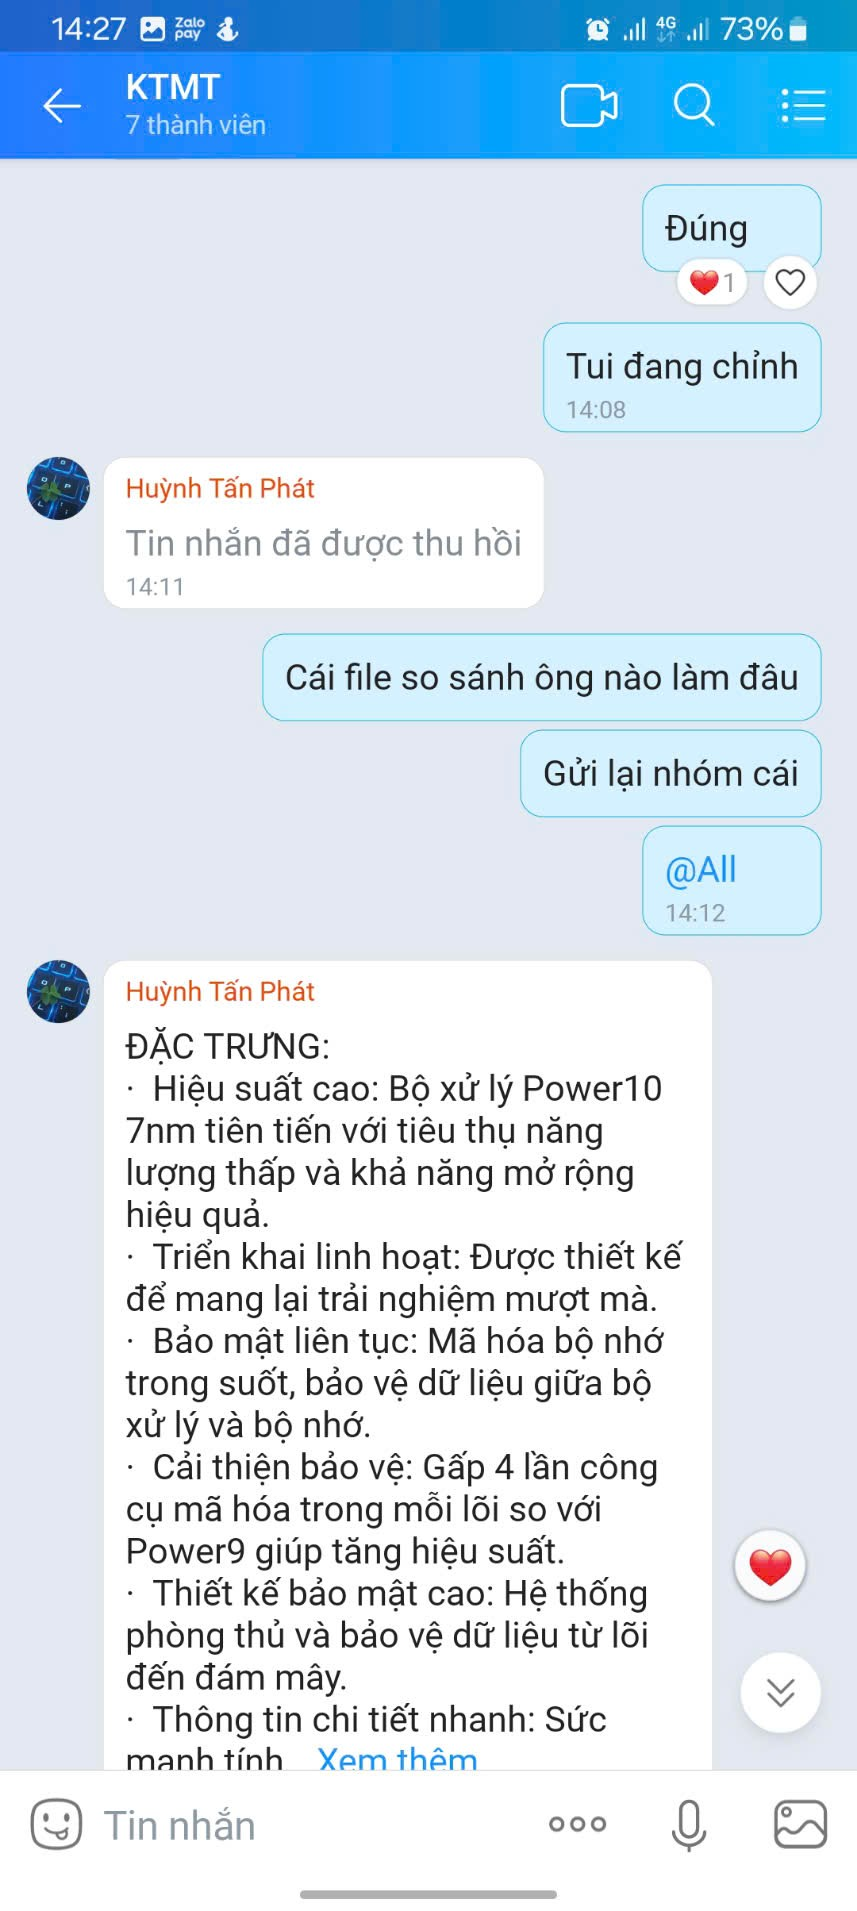 14:27 Zalo pay 4G 73%
KTMT
7 thành viên
Đúng
1
Tui đang chỉnh
14:08
Huỳnh Tấn Phát
Tin nhắn đã được thu hồi
14:11
Cái file so sánh ông nào làm đâu
Gửi lại nhóm cái
@All
14:12
Huỳnh Tấn Phát
ĐẶC TRƯNG:
· Hiệu suất cao: Bộ xử lý Power10
7nm tiên tiến với tiêu thụ năng
lượng thấp và khả năng mở rộng
hiệu quả.
· Triển khai linh hoạt: Được thiết kế
để mang lại trải nghiệm mượt mà.
· Bảo mật liên tục: Mã hóa bộ nhớ
trong suốt, bảo vệ dữ liệu giữa bộ
xử lý và bộ nhớ.
· Cải thiện bảo vệ: Gấp 4 lần công
cụ mã hóa trong mỗi lõi so với
Power9 giúp tăng hiệu suất.
· Thiết kế bảo mật cao: Hệ thống
phòng thủ và bảo vệ dữ liệu từ lõi
đến đám mây.
· Thông tin chi tiết nhanh: Sức
mạnh tính... Xem thêm
Tin nhắn